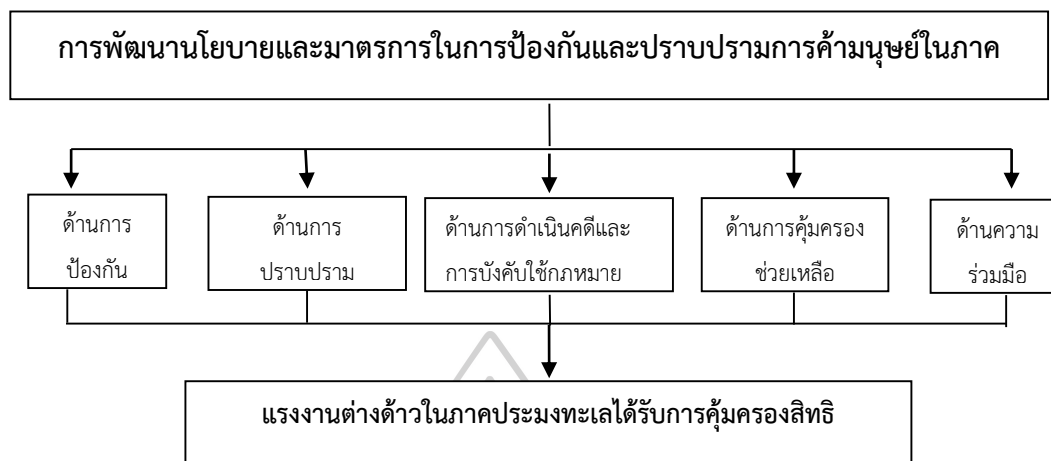 การพัฒนานโยบายและมาตรการในการป้องกันและปราบปรามการค้ามนุษย์ในภาค
ด้านการ
ป้องกัน
ด้านการ
ปราบปราม
ด้านการดำเนินคดีและ
การบังคับใช้กภหมาย
ด้านการคุ้มครอง
ช่วยเหลือ
ด้านความ
ร่วมมือ
แรงงานต่างด้าวในภาคประมงทะเลได้รับการคุ้มครองสิทธิ